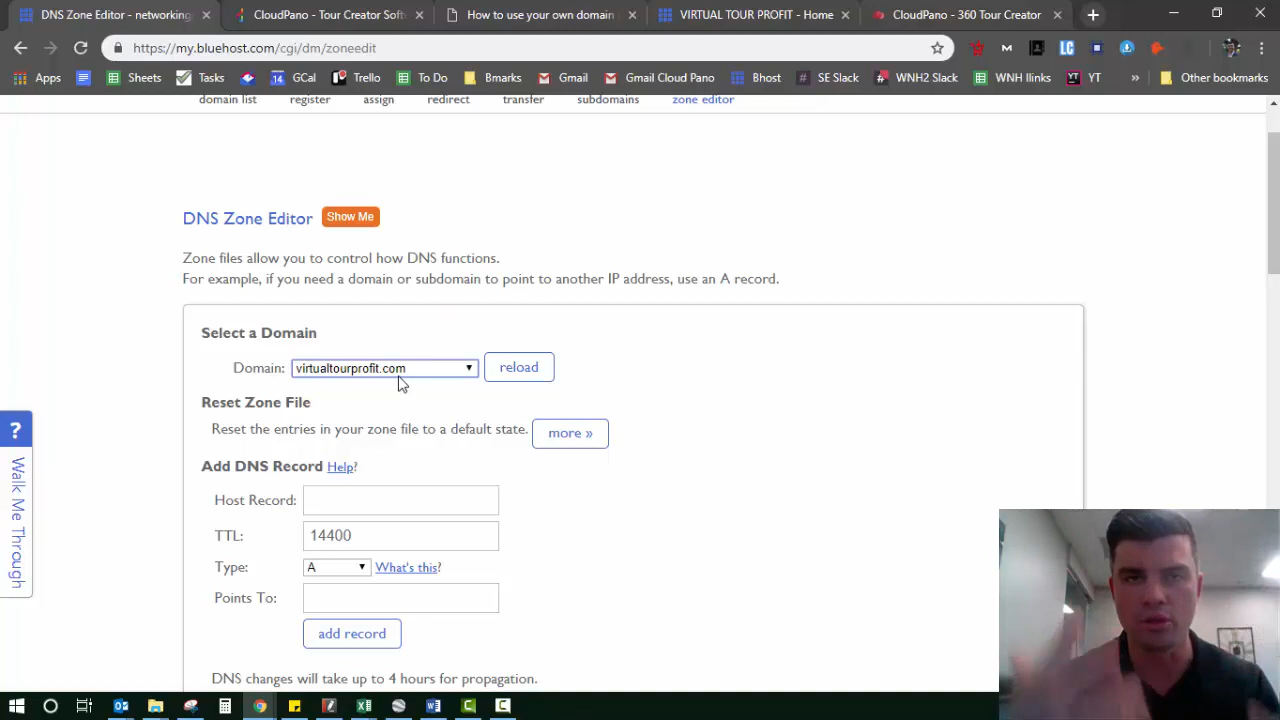 DNS Zone Editor - networking
CloudPano - Tour Creator Soft
How to use your own domain
VIRTUAL TOUR PROFIT - Home
CloudPano - 360 Tour Creator
https://my.bluehost.com/cgi/dm/zoneedit
Apps
Sheets
Tasks
14
GCal
Trello
To Do
Bmarks
Gmail
Gmail Cloud Pano
Bhost
SE Slack
WNH2 Slack
WNH Ilinks
YT
YT
»
Other bookmarks
domain list
register
assign
redirect
transfer
subdomains
zone editor
DNS Zone Editor
Show Me
Zone files allow you to control how DNS functions.
For example, if you need a domain or subdomain to point to another IP address, use an A record.
Select a Domain
Domain: virtualtourprofit.com
reload
Reset Zone File
Reset the entries in your zone file to a default state.
more »
Add DNS Record Help?
Host Record:
TTL: 14400
Type: A What's this?
Points To:
add record
DNS changes will take up to 4 hours for propagation.
?
Walk Me Through